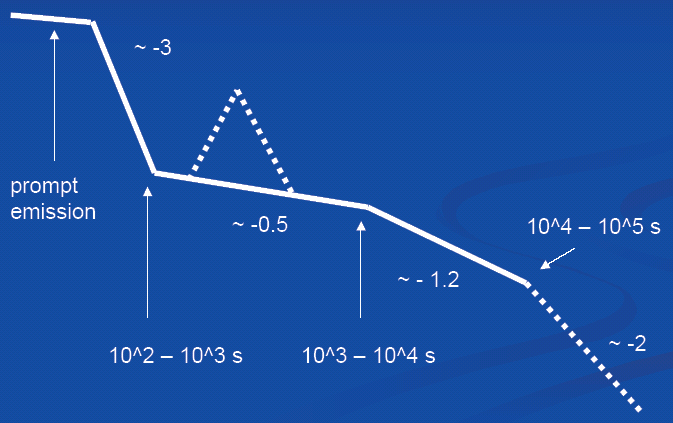 ~ -3
prompt
emission
~ -0.5
10^4 – 10^5 s
~ - 1.2
10^2 – 10^3 s
10^3 – 10^4 s
~ -2